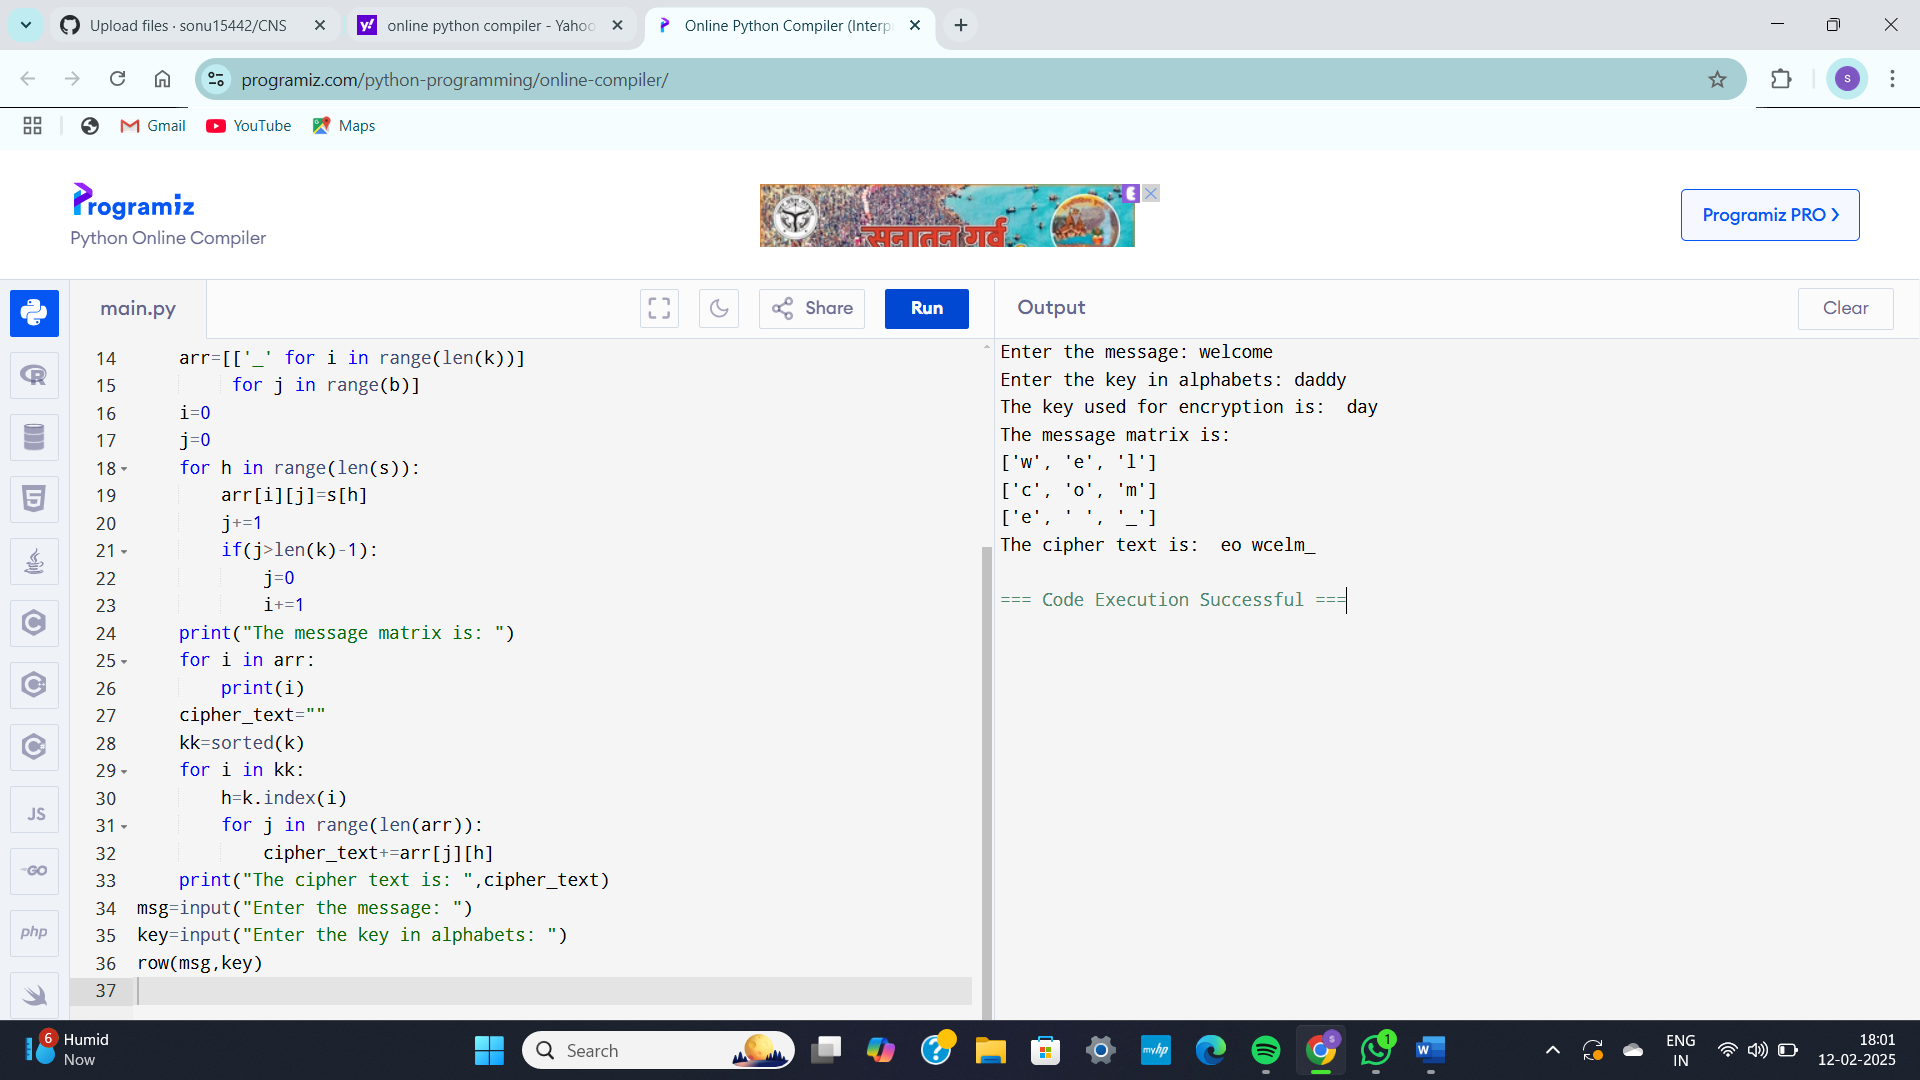 Upload files · sonu15442/CNS
online python compiler - Yahoo
Online Python Compiler (Interp
programiz.com/python-programming/online-compiler/
S
Gmail
YouTube
Maps
Programiz
Python Online Compiler
सनातन गर्व
Programiz PRO ❯
main.py
Share
Run
Output
Clear
14 arr=[['_' for i in range(len(k))]
15 for j in range(b)]
16 i=0
17 j=0
18 for h in range(len(s)):
19 arr[i][j]=s[h]
20 j+=1
21 if(j>len(k)-1):
22 j=0
23 i+=1
24 print("The message matrix is: ")
25 for i in arr:
26 print(i)
27 cipher_text=""
28 kk=sorted(k)
29 for i in kk:
30 h=k.index(i)
31 for j in range(len(arr)):
32 cipher_text+=arr[j][h]
33 print("The cipher text is: ",cipher_text)
34 msg=input("Enter the message: ")
35 key=input("Enter the key in alphabets: ")
36 row(msg,key)
37
Enter the message: welcome
Enter the key in alphabets: daddy
The key used for encryption is:  day
The message matrix is:
['w', 'e', 'l']
['c', 'o', 'm']
['e', ' ', '_']
The cipher text is:  eo wcelm_
=== Code Execution Successful ===
R
5
C
C
C
JS
GO
php
6
Humid
Now
Search
myhp
S
1
W
ENG
IN
18:01
12-02-2025